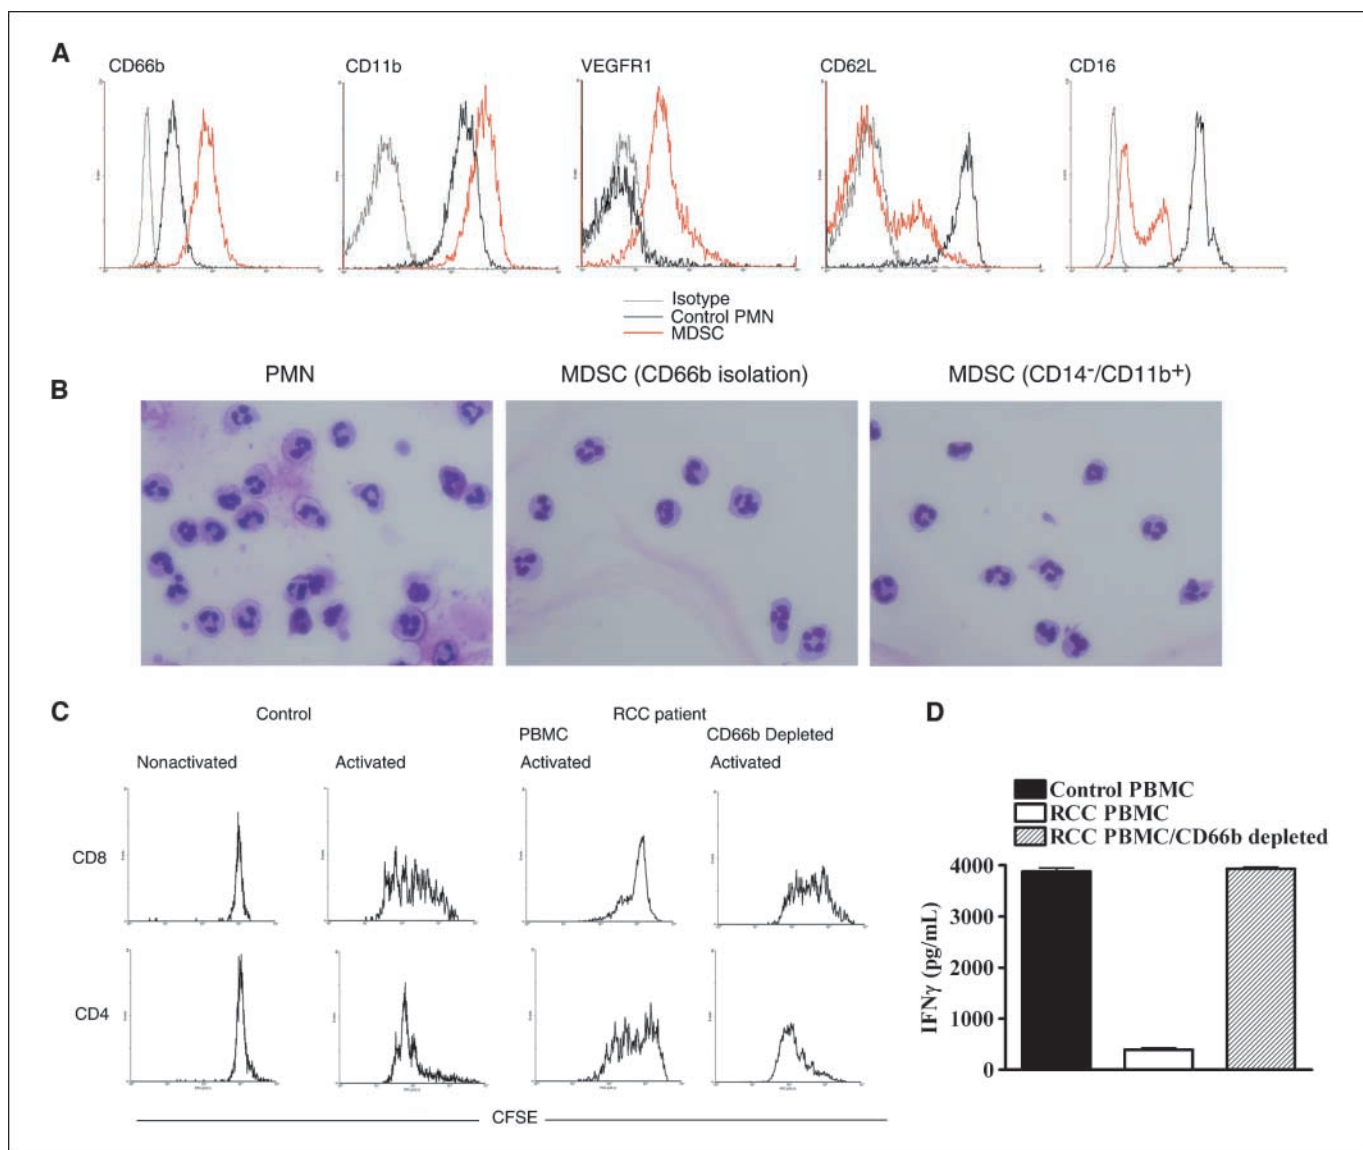 A
CD66b
CD11b
VEGFR1
CD62L
CD16
Isotype
Control PMN
MDSC
B
PMN
MDSC (CD66b isolation)
MDSC (CD14-/CD11b+)
C
Control
RCC patient
PBMC
CD66b Depleted
Nonactivated
Activated
Activated
Activated
CD8
CD4
CFSE
D
Control PBMC
RCC PBMC
RCC PBMC/CD66b depleted
IFNγ (pg/mL)
4000
3000
2000
1000
0